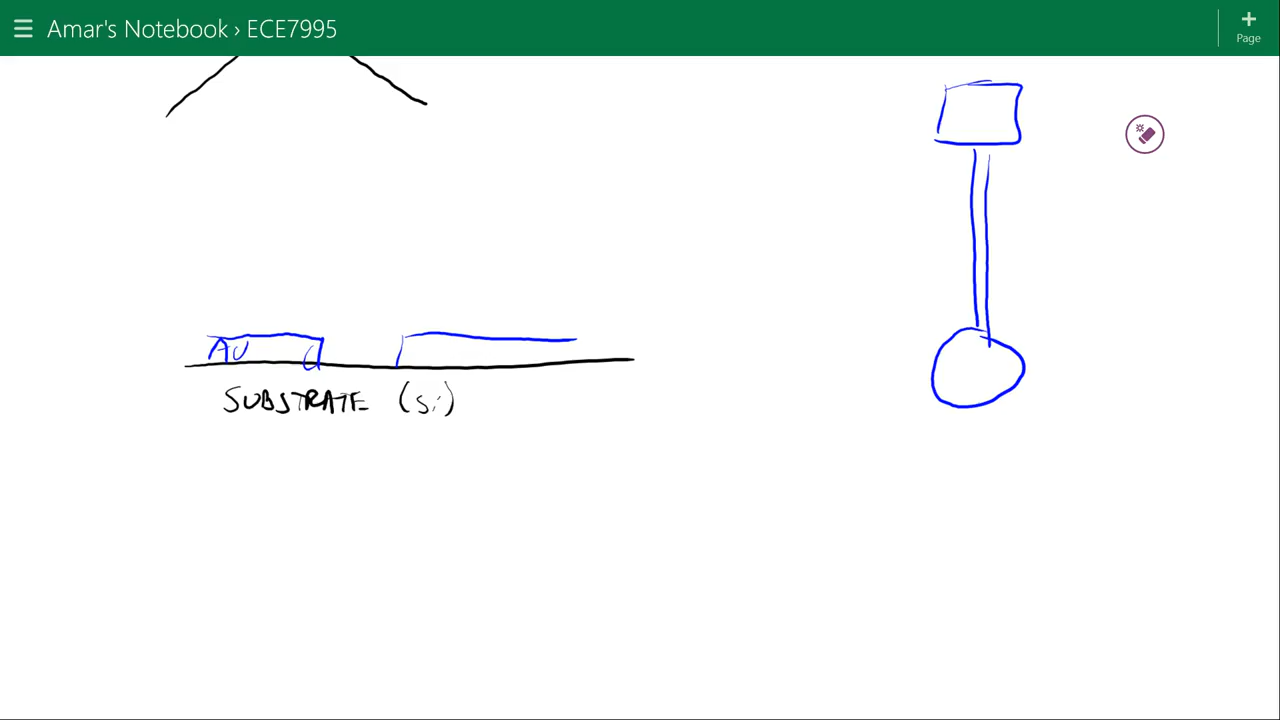 Amar's Notebook › ECE7995
Page
AU
SUBSTRATE (Si)